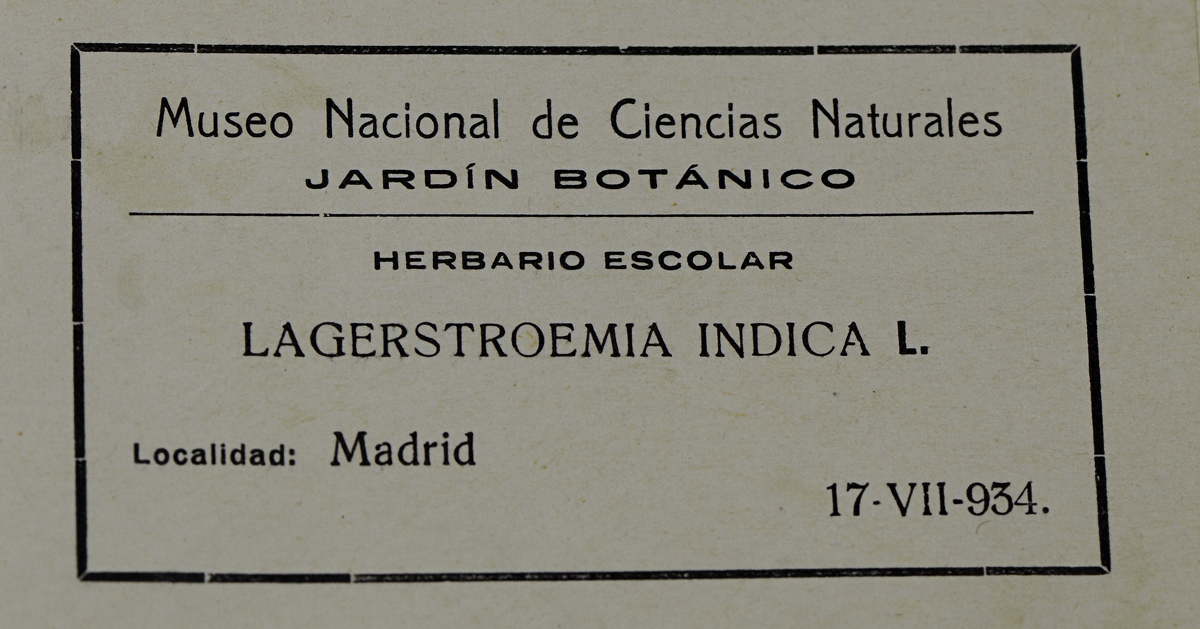 Museo Nacional de Ciencias Naturales
JARDÍN BOTÁNICO
HERBARIO ESCOLAR
LAGERSTROEMIA INDICA L.
Localidad: Madrid
17-VII-934.